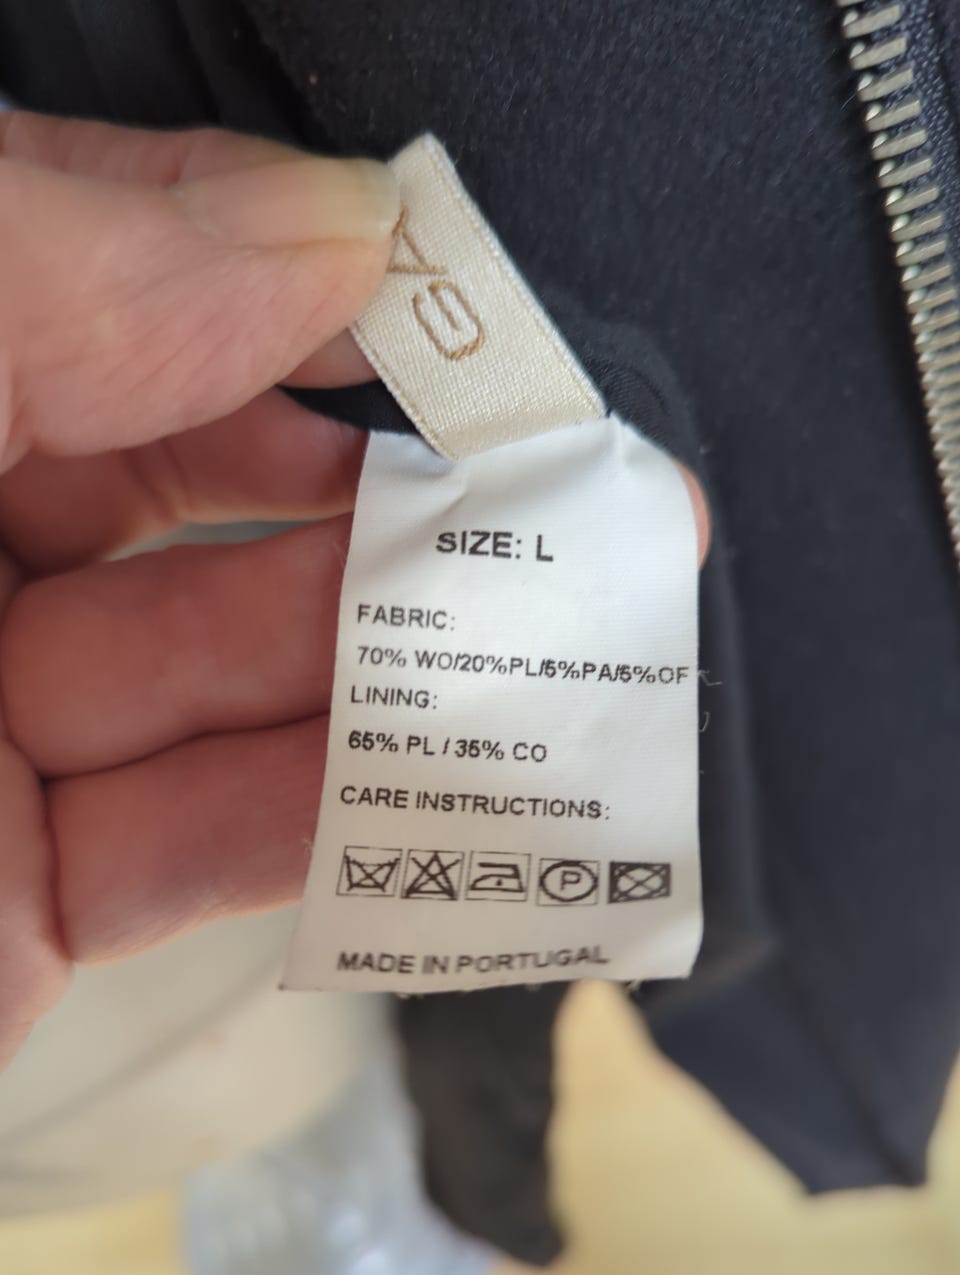 SIZE: L
FABRIC:
70% WO/20%PL/5%PA/5%OF
LINING:
65% PL / 35% CO
CARE INSTRUCTIONS:
P
MADE IN PORTUGAL